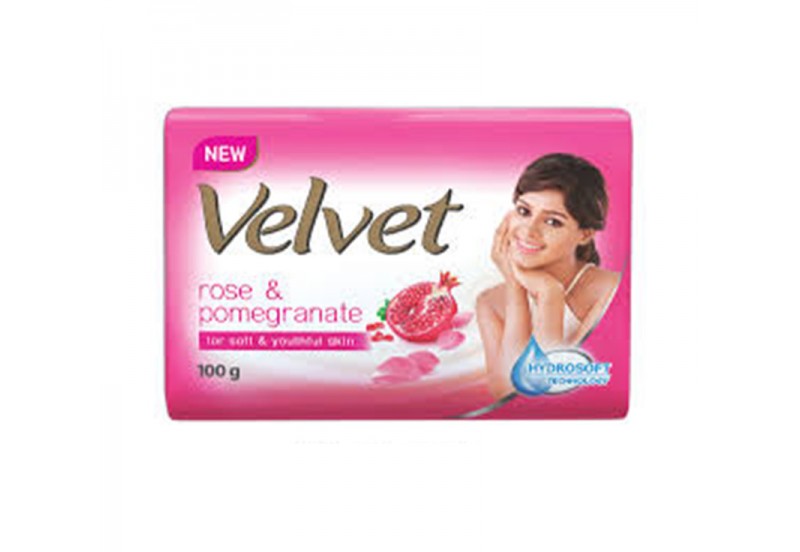 NEW
Velvet
rose &
pomegranate
for soft & youthful skin
100 g
HYDROSOFT
TECHNOLOGY